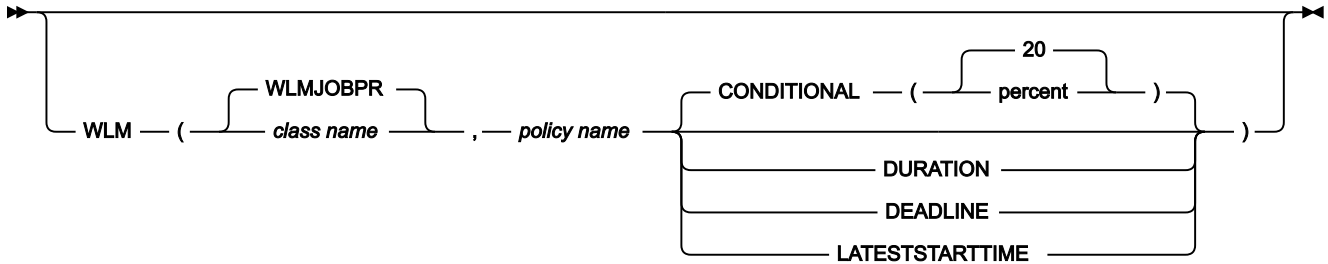 20
WLMJOBPR CONDITIONAL ( percent )
WLM ( class name , policy name )
DURATION
DEADLINE
LATESTSTARTTIME